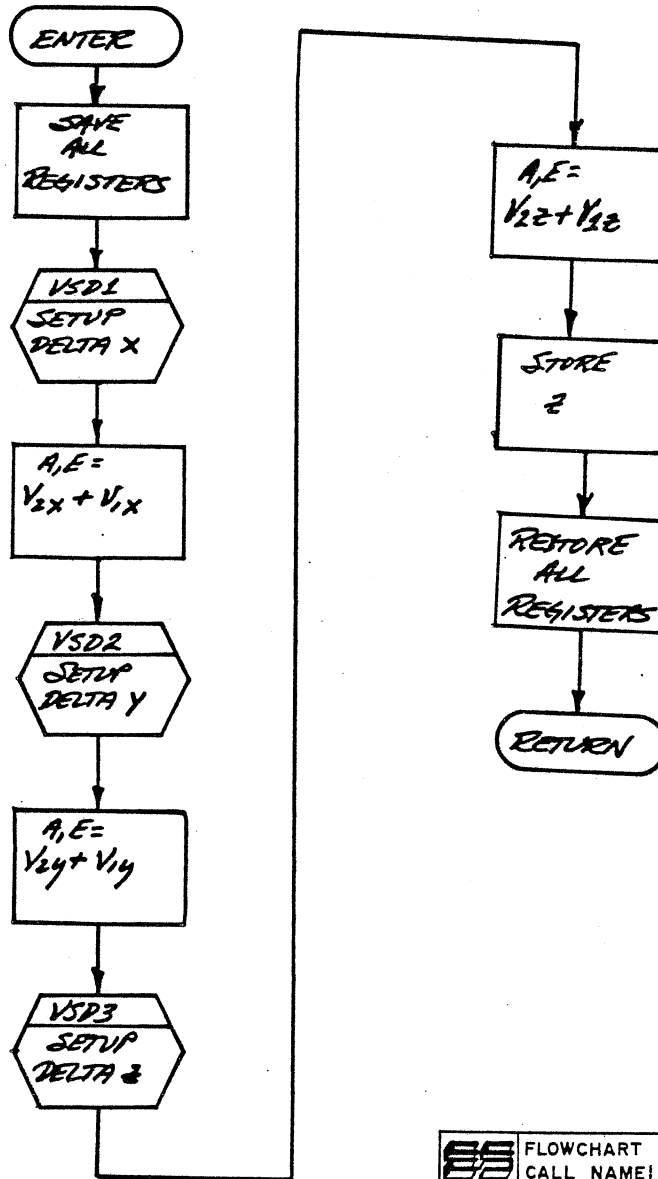 ENTER
SAVE
ALL
REGISTERS
VSD1
SETUP
DELTA X
A,E=
V2x + V1x
VSD2
SETUP
DELTA Y
A,E=
V2y + V1y
VSD3
SETUP
DELTA z
A,E=
V2z + V1z
STORE
z
RESTORE
ALL
REGISTERS
RETURN
FLOWCHART
CALL NAME: